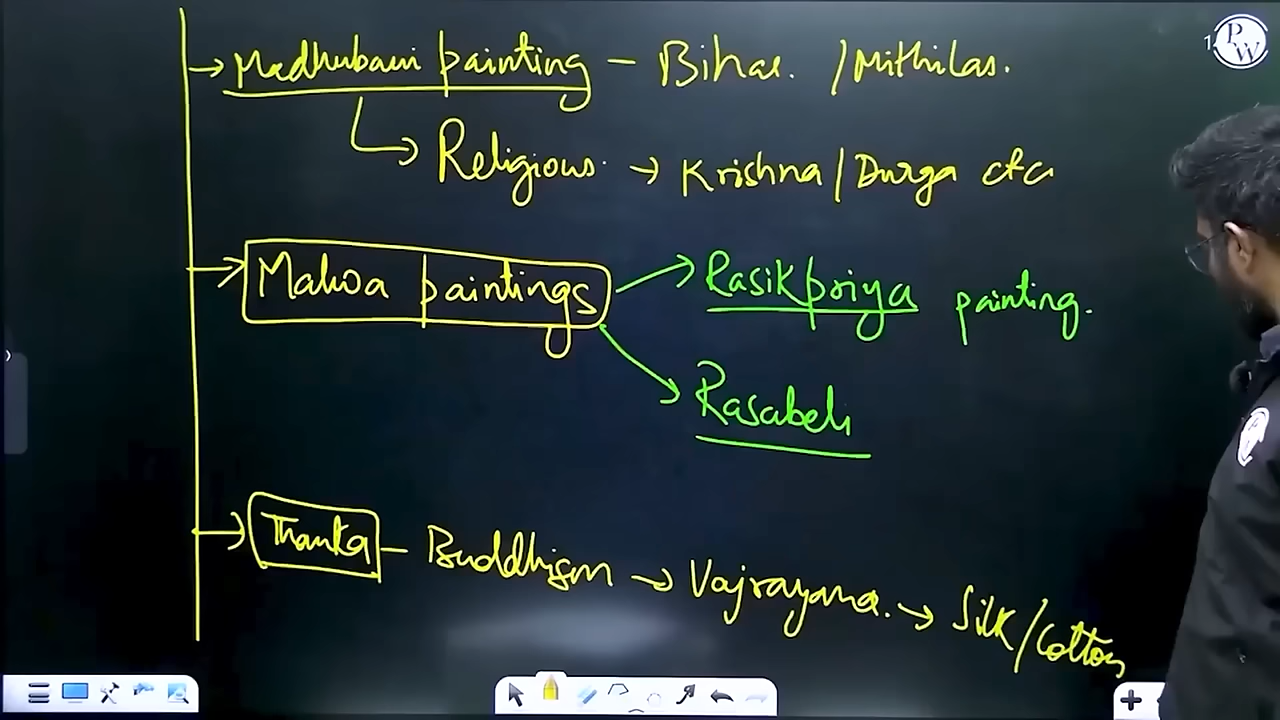 Madhubani painting - Bihar. / Mithilas.
Religious. → Krishna / Durga etc
Malwa paintings → Rasikpriya painting.
→ Rasabeli
Thanka - Buddhism → Vajrayana. → Silk / Cotton
PW